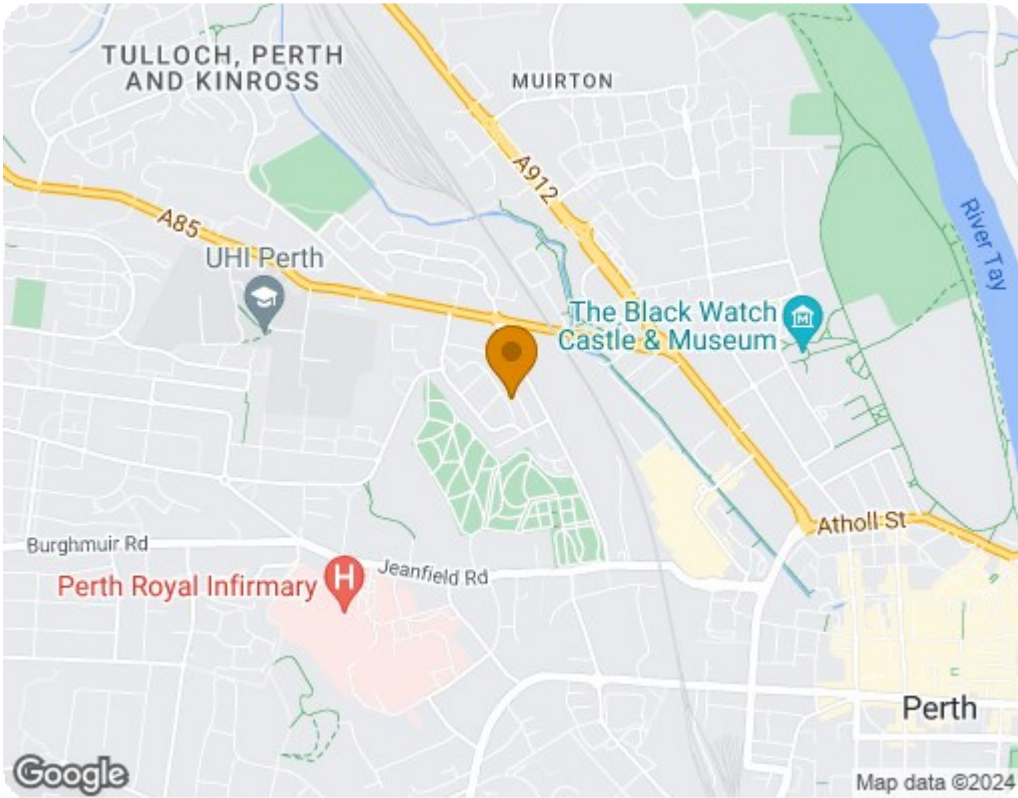 TULLOCH, PERTH
AND KINROSS
MUIRTON
A912
River Tay
A85
UHI Perth
The Black Watch
Castle & Museum
M
Atholl St
Burghmuir Rd
Jeanfield Rd
Perth Royal Infirmary
H
Perth
Google
Map data ©2024